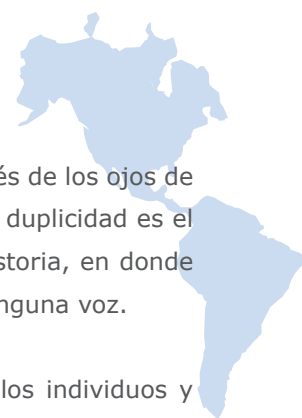 és de los ojos de
duplicidad es el
storia, en donde
nguna voz.
los individuos y